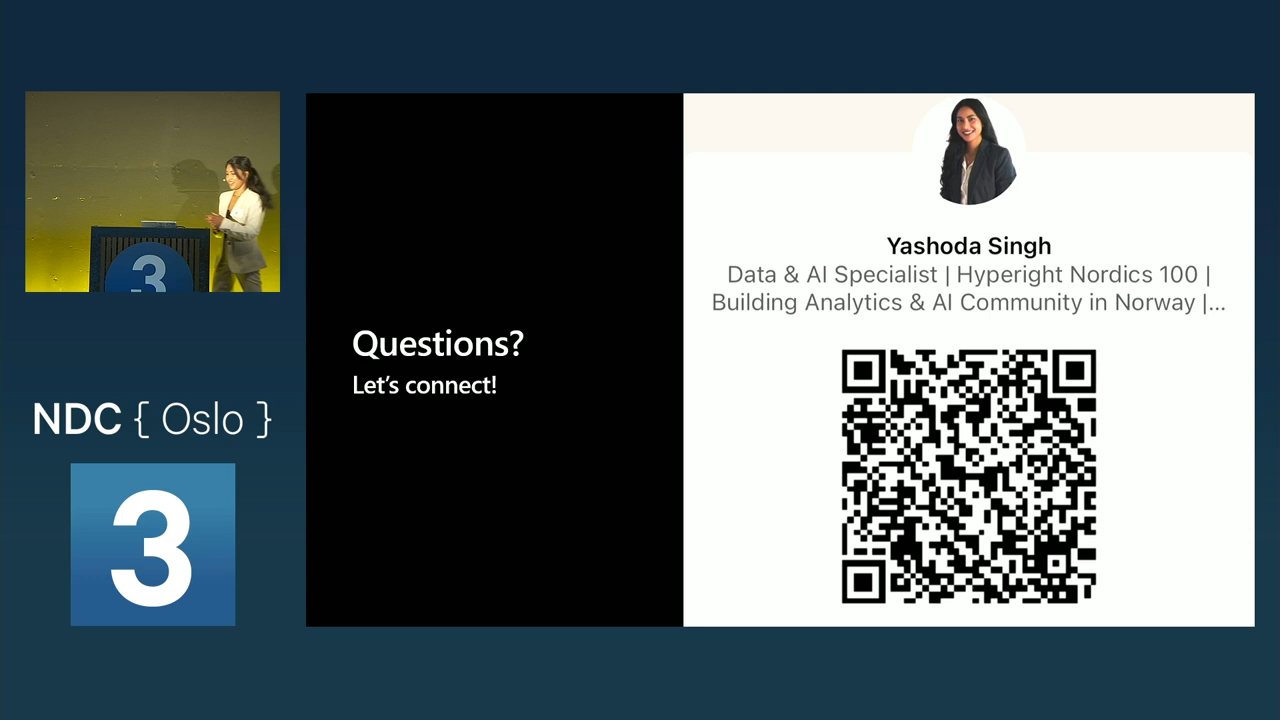 3
NDC { Oslo }
3
Questions?
Let's connect!
Yashoda Singh
Data & AI Specialist | Hyperight Nordics 100 |
Building Analytics & AI Community in Norway |...